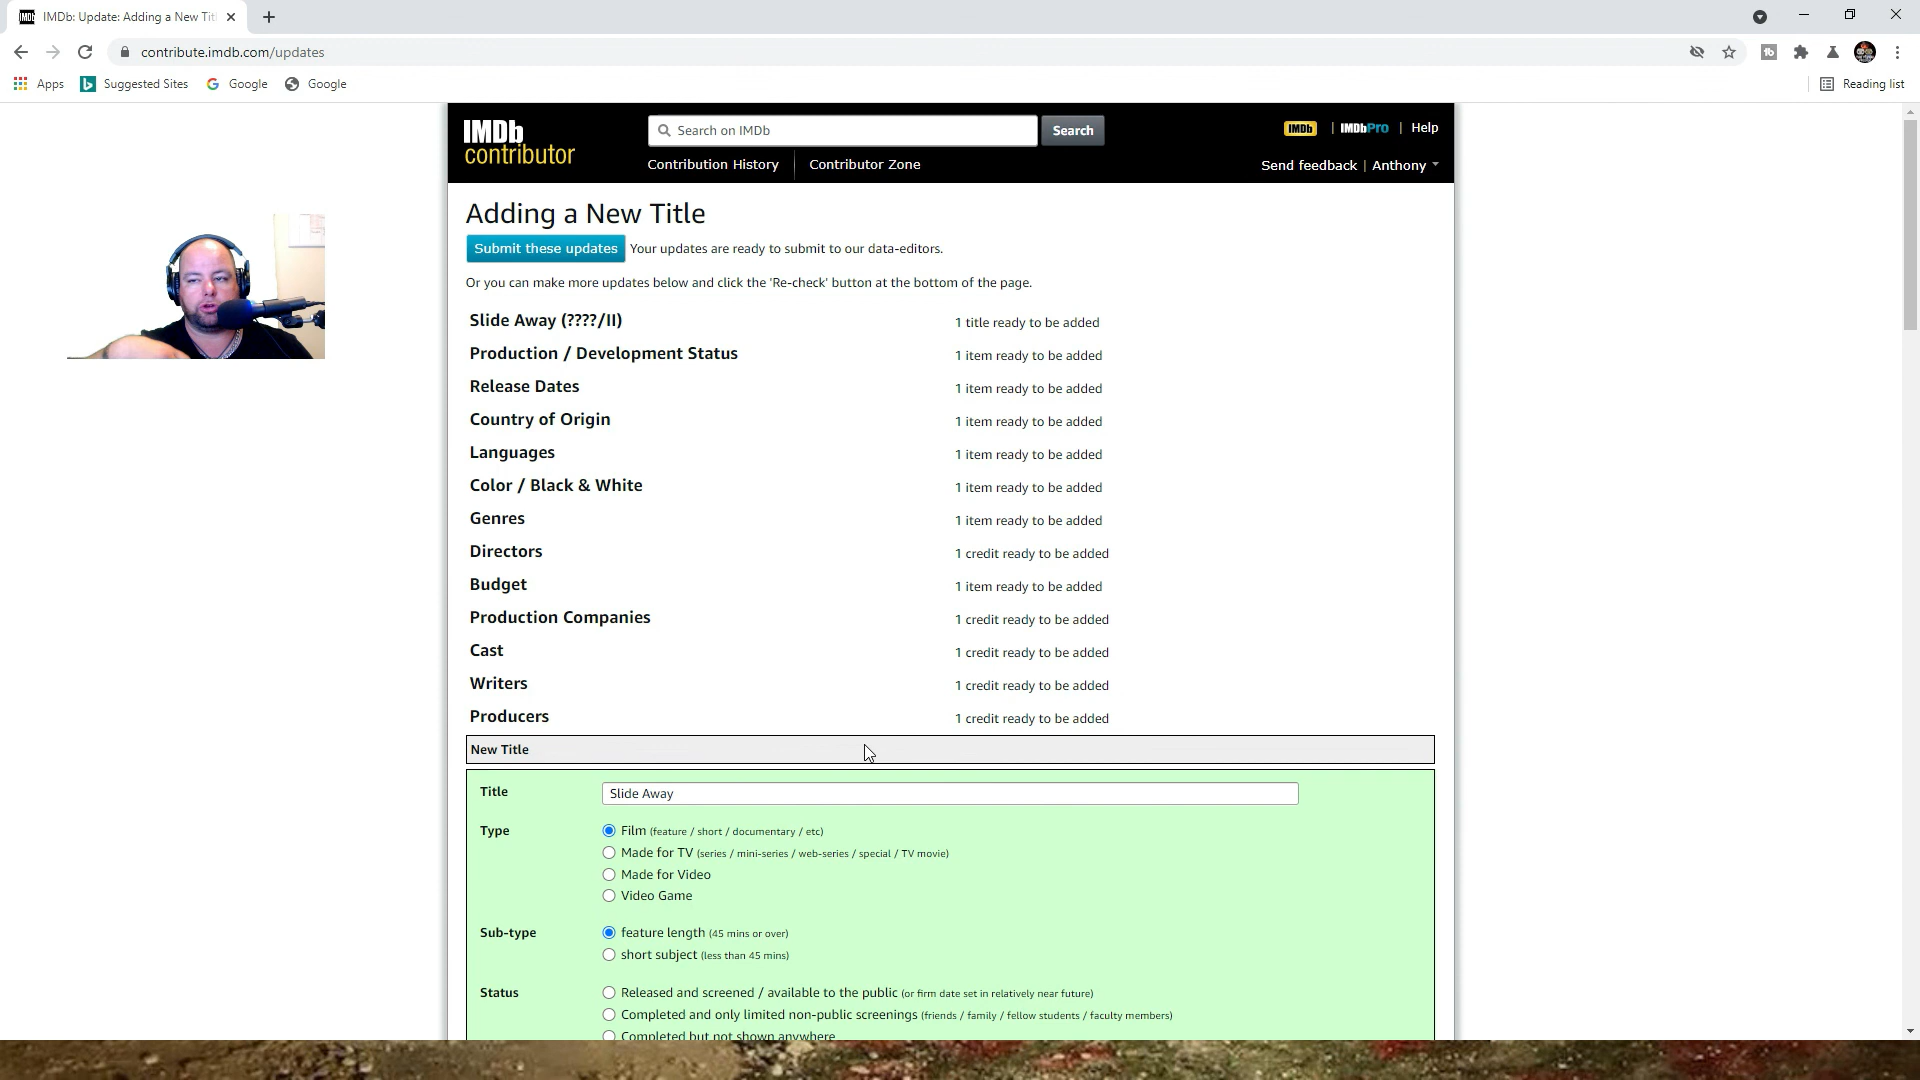 IMDb: Update: Adding a New Titl
contribute.imdb.com/updates
Apps
Suggested Sites
Google
Google
Reading list
IMDb
contributor
Search on IMDb
Search
IMDb | IMDbPro | Help
Contribution History
Contributor Zone
Send feedback | Anthony
Adding a New Title
Submit these updates Your updates are ready to submit to our data-editors.
Or you can make more updates below and click the 'Re-check' button at the bottom of the page.
Slide Away (????/II) 1 title ready to be added
Production / Development Status 1 item ready to be added
Release Dates 1 item ready to be added
Country of Origin 1 item ready to be added
Languages 1 item ready to be added
Color / Black & White 1 item ready to be added
Genres 1 item ready to be added
Directors 1 credit ready to be added
Budget 1 item ready to be added
Production Companies 1 credit ready to be added
Cast 1 credit ready to be added
Writers 1 credit ready to be added
Producers 1 credit ready to be added
New Title
Title Slide Away
Type Film (feature / short / documentary / etc)
Made for TV (series / mini-series / web-series / special / TV movie)
Made for Video
Video Game
Sub-type feature length (45 mins or over)
short subject (less than 45 mins)
Status Released and screened / available to the public (or firm date set in relatively near future)
Completed and only limited non-public screenings (friends / family / fellow students / faculty members)
Completed but not shown anywhere